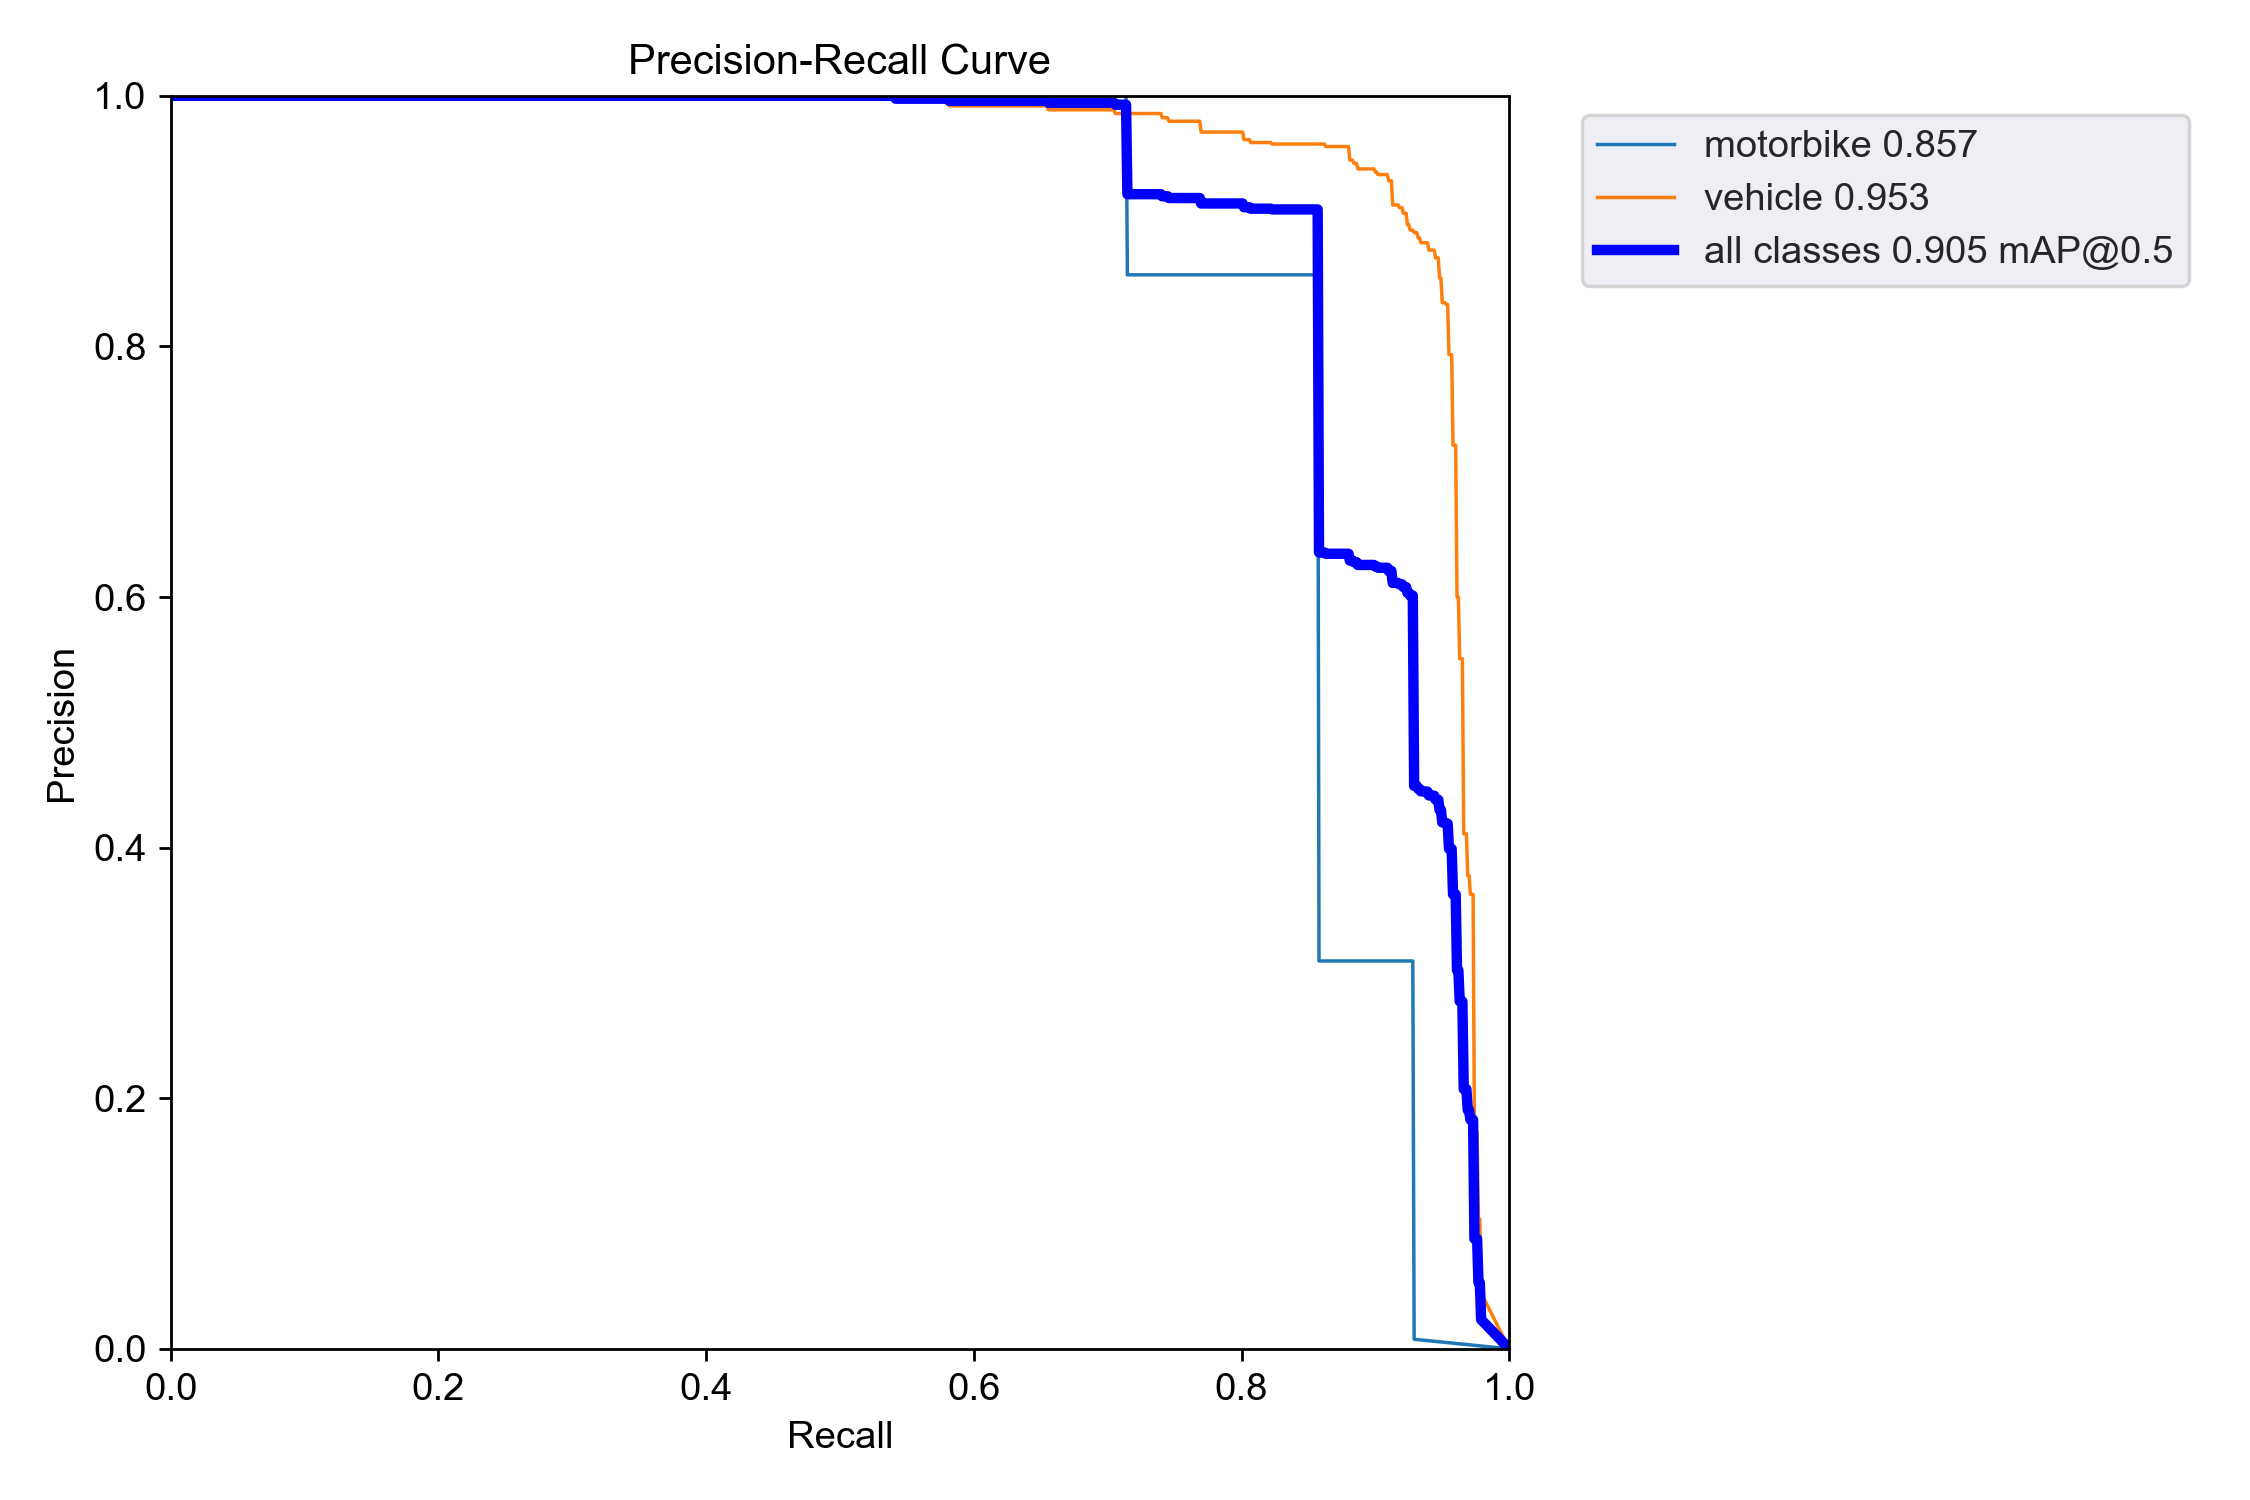 Precision-Recall Curve
1.0
0.8
0.6
0.4
0.2
0.0
Precision
0.0 0.2 0.4 0.6 0.8 1.0
Recall
motorbike 0.857
vehicle 0.953
all classes 0.905 mAP@0.5